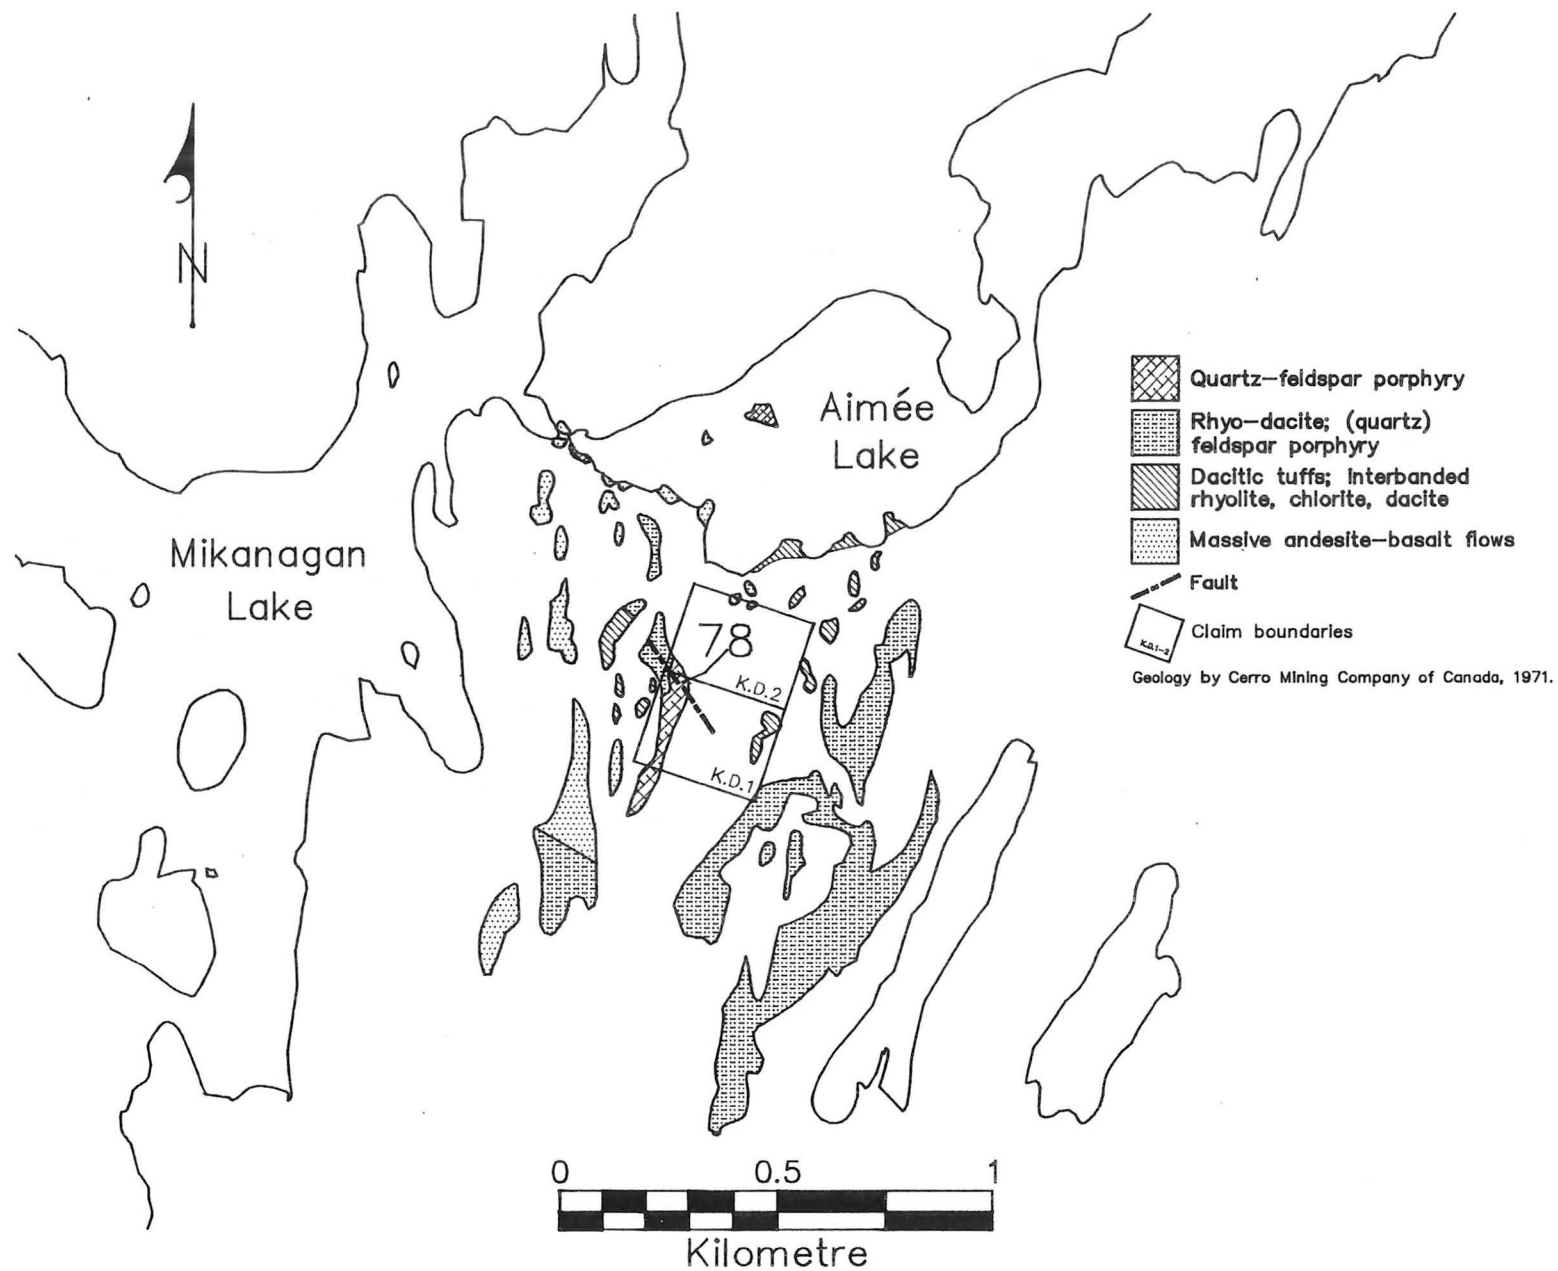 N
Aimée
Lake
Mikanagan
Lake
78
K.D.2
K.D.1
Quartz-feldspar porphyry
Rhyo-dacite; (quartz)
feldspar porphyry
Dacitic tuffs; interbanded
rhyolite, chlorite, dacite
Massive andesite-basalt flows
Fault
K.D.1-2
Claim boundaries
Geology by Cerro Mining Company of Canada, 1971.
0 0.5 1
Kilometre